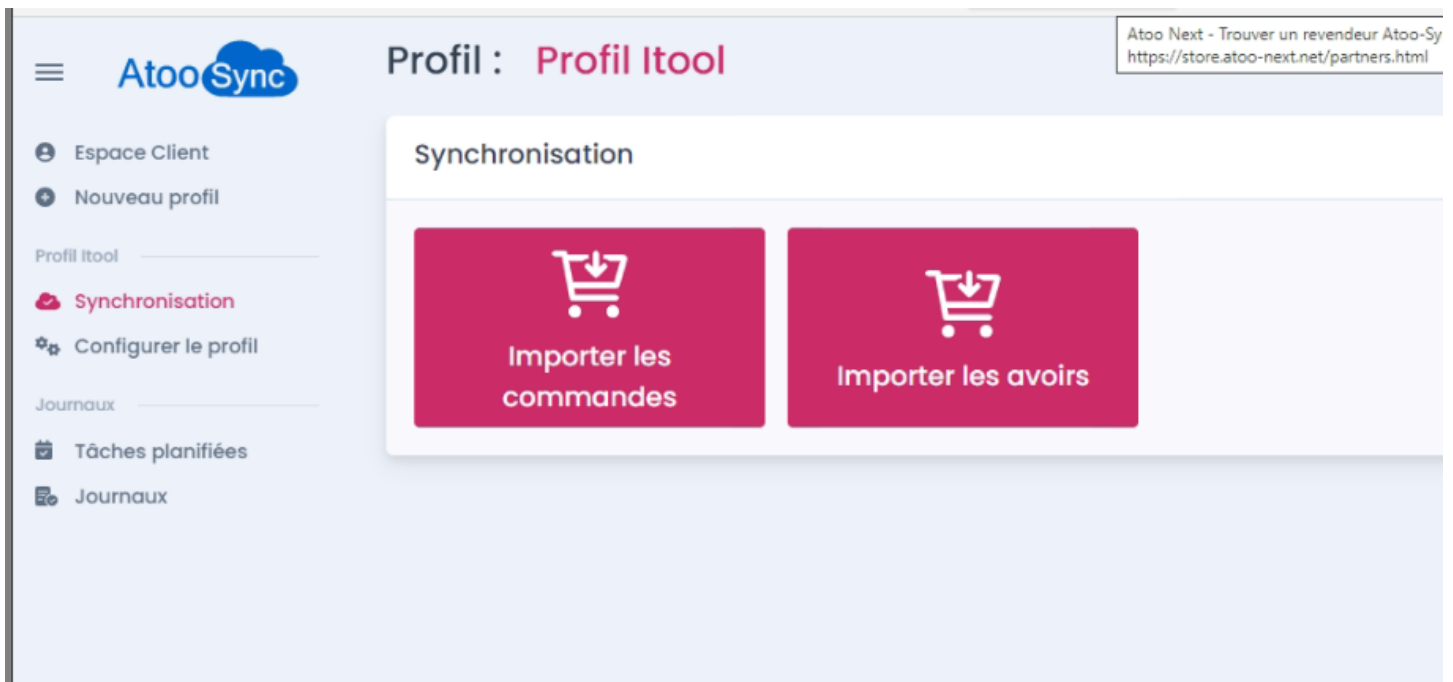 Atoo Next - Trouver un revendeur Atoo-Sy
https://store.atoo-next.net/partners.html
AtooSync
Profil : Profil Itool
Espace Client
Nouveau profil
Profil Itool
Synchronisation
Configurer le profil
Journaux
Tâches planifiées
Journaux
Synchronisation
Importer les
commandes
Importer les avoirs